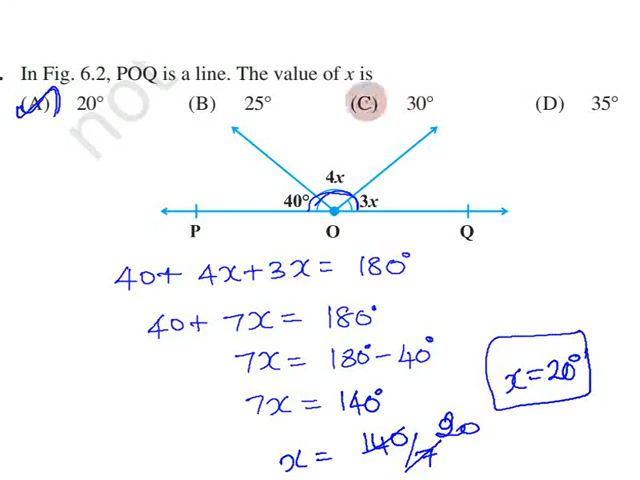 . In Fig. 6.2, POQ is a line. The value of x is
(A) 20° (B) 25° (C) 30° (D) 35°
not
4x
40° 3x
P O Q
40+ 4x+3x = 180°
40+ 7x = 180°
7x = 180° - 40°
7x = 140°
x = 140/7 20
x = 20°